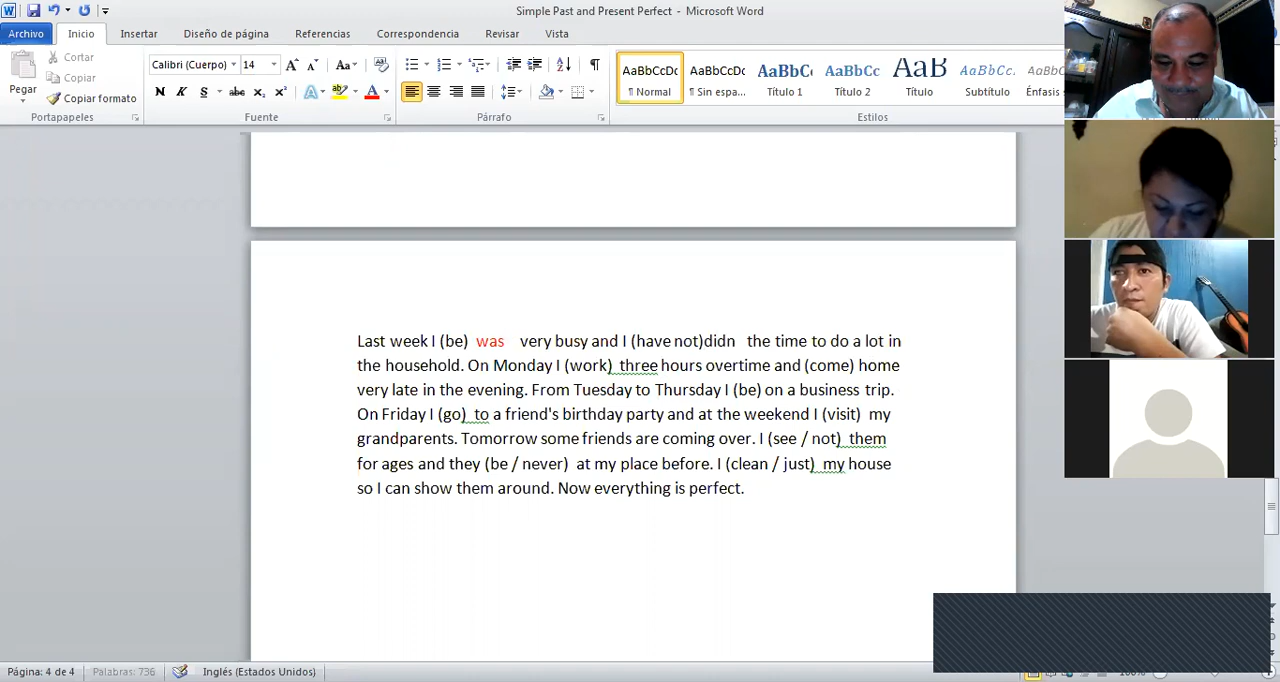 Simple Past and Present Perfect - Microsoft Word
Archivo Inicio Insertar Diseño de página Referencias Correspondencia Revisar Vista
Cortar
Copiar
Copiar formato
Pegar
Portapapeles
Calibri (Cuerpo) 14
Fuente
Párrafo
AaBbCcDc AaBbCcDc AaBbC AaBbCc AaB AaBbCc
Normal Sin espa... Título 1 Título 2 Título Subtítulo Énfasis
Estilos
Last week I (be) was very busy and I (have not)didn the time to do a lot in
the household. On Monday I (work) three hours overtime and (come) home
very late in the evening. From Tuesday to Thursday I (be) on a business trip.
On Friday I (go) to a friend's birthday party and at the weekend I (visit) my
grandparents. Tomorrow some friends are coming over. I (see / not) them
for ages and they (be / never) at my place before. I (clean / just) my house
so I can show them around. Now everything is perfect.
Página: 4 de 4 Palabras: 736 Inglés (Estados Unidos)